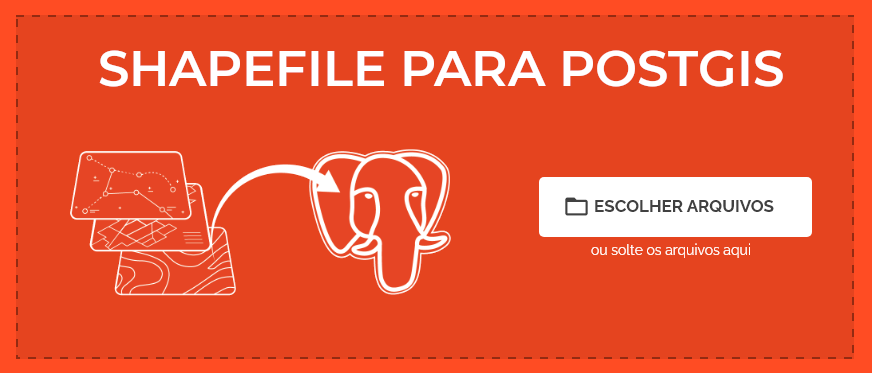 SHAPEFILE PARA POSTGIS
ESCOLHER ARQUIVOS
ou solte os arquivos aqui